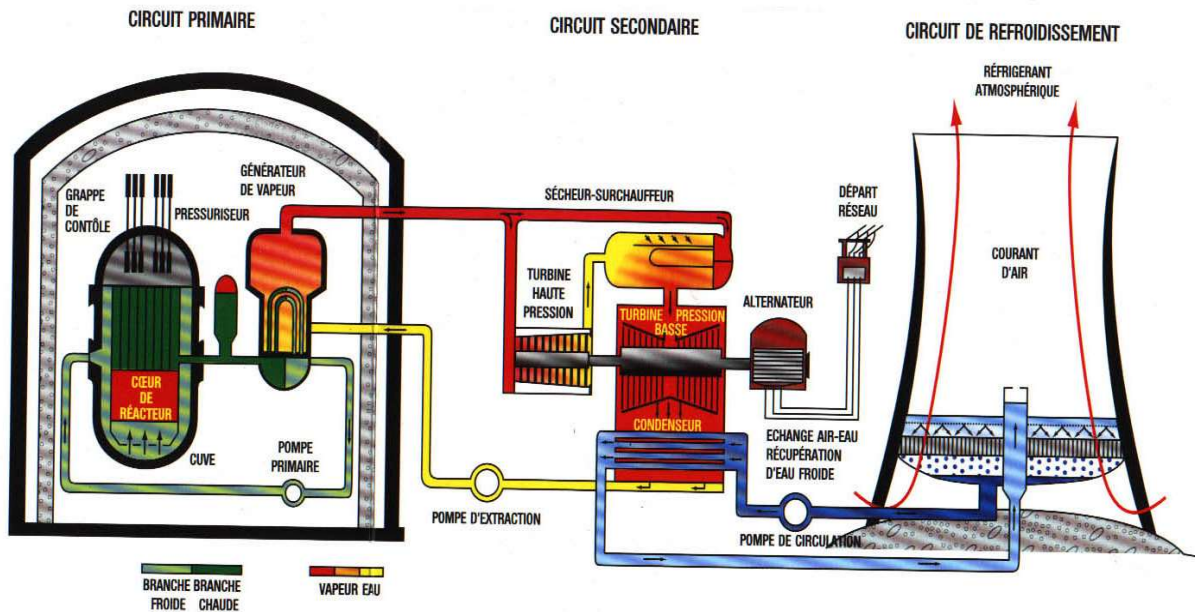 CIRCUIT PRIMAIRE
CIRCUIT SECONDAIRE
CIRCUIT DE REFROIDISSEMENT
RÉFRIGERANT
ATMOSPHÉRIQUE
GRAPPE
DE
CONTÔLE
PRESSURISEUR
GÉNÉRATEUR
DE VAPEUR
CŒUR
DE
RÉACTEUR
CUVE
POMPE
PRIMAIRE
SÉCHEUR-SURCHAUFFEUR
TURBINE
HAUTE
PRESSION
TURBINE PRESSION
BASSE
CONDENSEUR
ALTERNATEUR
DÉPART
RÉSEAU
COURANT
D'AIR
ECHANGE AIR-EAU
RÉCUPÉRATION
D'EAU FROIDE
POMPE D'EXTRACTION
POMPE DE CIRCULATION
BRANCHE BRANCHE
FROIDE CHAUDE
VAPEUR EAU